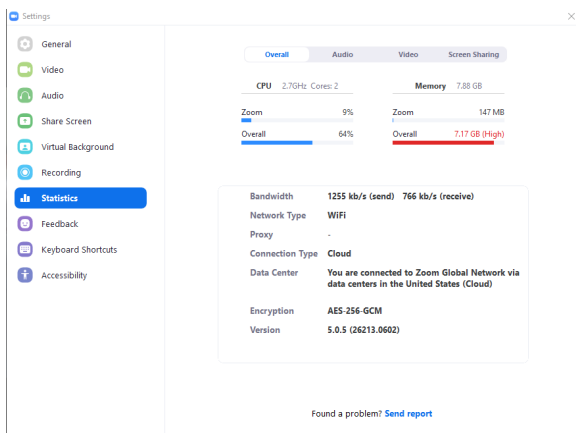 Settings
General
Video
Audio
Share Screen
Virtual Background
Recording
Statistics
Feedback
Keyboard Shortcuts
Accessibility
Overall Audio Video Screen Sharing
CPU 2.7GHz Cores: 2 Memory 7.88 GB
Zoom 9% Zoom 147 MB
Overall 64% Overall 7.17 GB (High)
Bandwidth 1255 kb/s (send) 766 kb/s (receive)
Network Type WiFi
Proxy -
Connection Type Cloud
Data Center You are connected to Zoom Global Network via
data centers in the United States (Cloud)
Encryption AES-256-GCM
Version 5.0.5 (26213.0602)
Found a problem? Send report